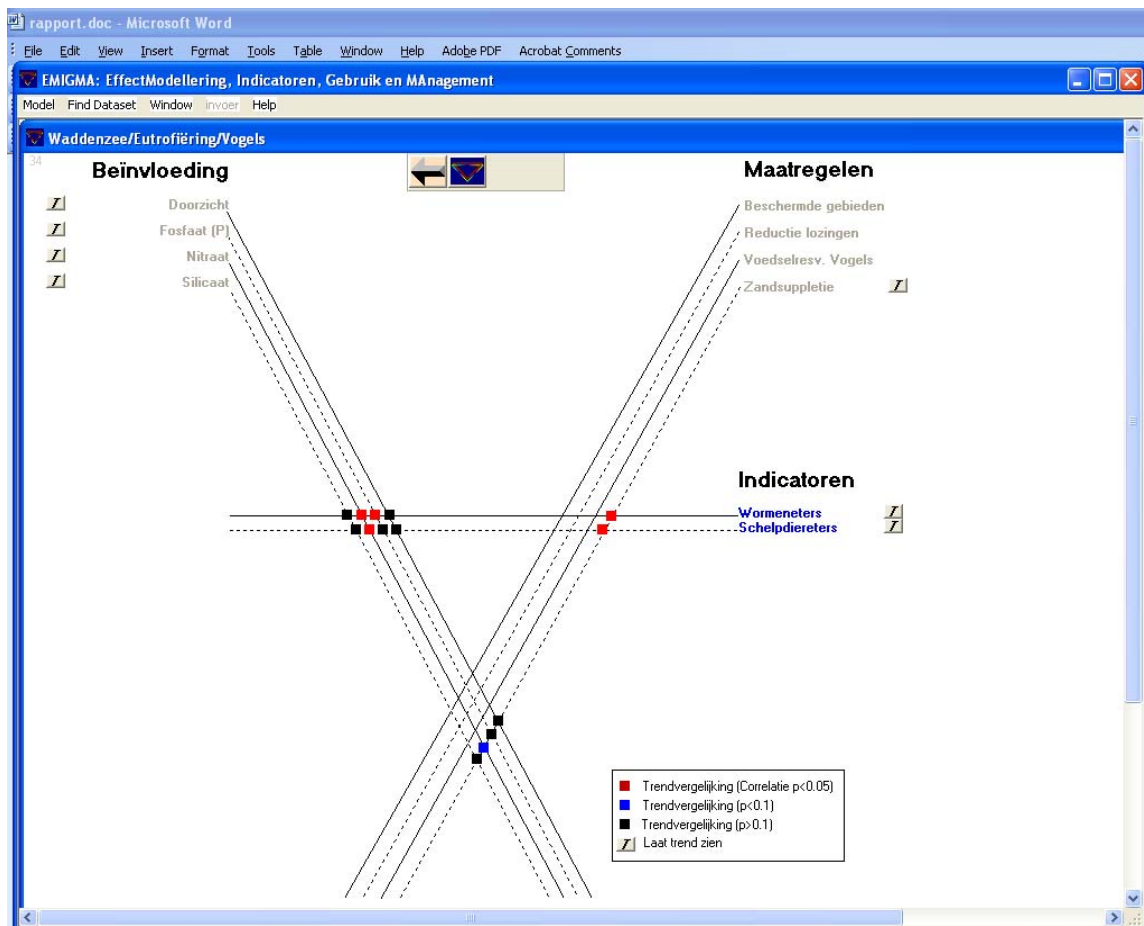 rapport.doc - Microsoft Word
File Edit View Insert Format Tools Table Window Help Adobe PDF Acrobat Comments
EMIGMA: EffectModellering, Indicatoren, Gebruik en MAnagement
Model Find Dataset Window invoer Help
Waddenzee/Eutrofiëring/Vogels
34
Beïnvloeding
Doorzicht
Fosfaat (P)
Nitraat
Silicaat
Maatregelen
Beschermde gebieden
Reductie lozingen
Voedselresv. Vogels
Zandsuppletie
Indicatoren
Wormeneters
Schelpdiereters
Trendvergelijking (Correlatie p<0.05)
Trendvergelijking (p<0.1)
Trendvergelijking (p>0.1)
Laat trend zien